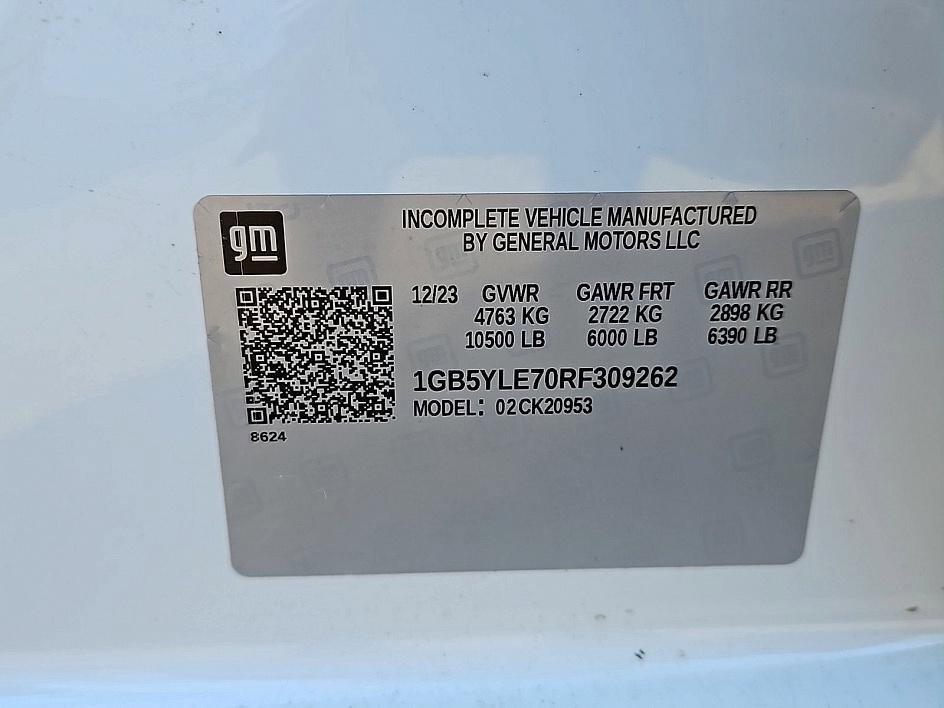 gm
INCOMPLETE VEHICLE MANUFACTURED
BY GENERAL MOTORS LLC
12/23 GVWR GAWR FRT GAWR RR
4763 KG 2722 KG 2898 KG
10500 LB 6000 LB 6390 LB
1GB5YLE70RF309262
MODEL: 02CK20953
8624